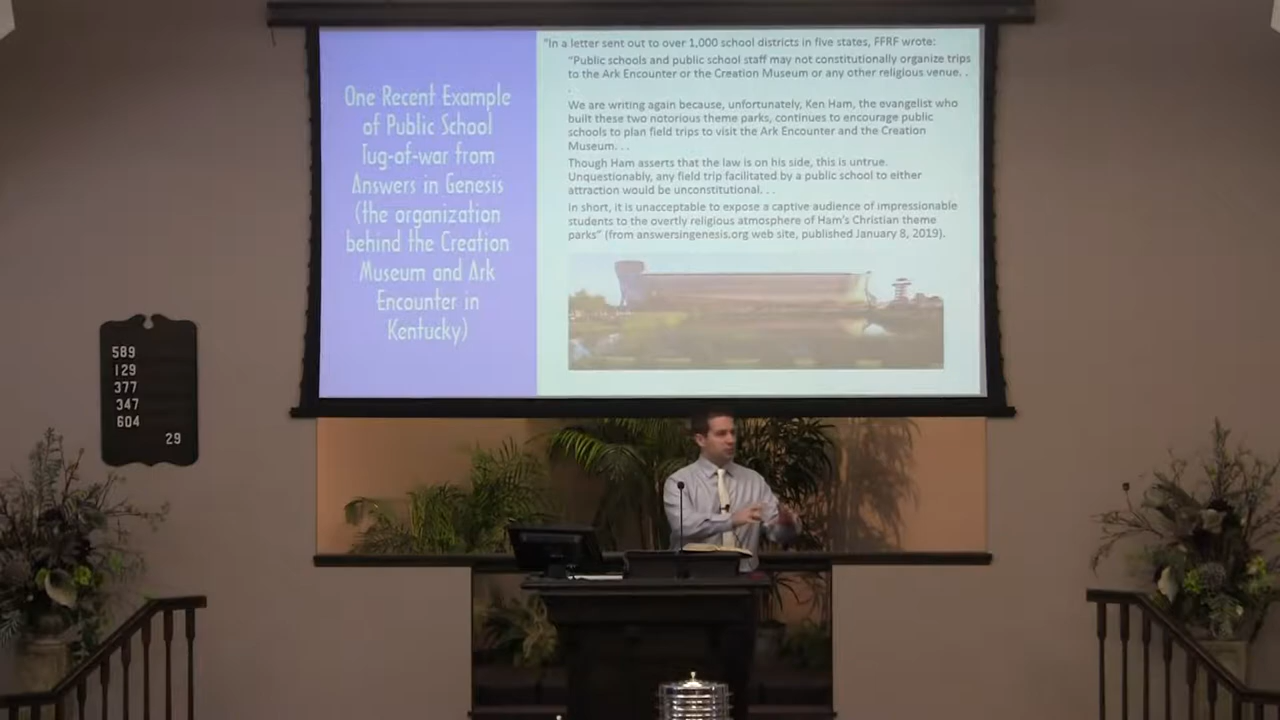 One Recent Example
of Public School
Tug-of-war from
Answers in Genesis
(the organization
behind the Creation
Museum and Ark
Encounter in
Kentucky)
"In a letter sent out to over 1,000 school districts in five states, FFRF wrote:
"Public schools and public school staff may not constitutionally organize trips
to the Ark Encounter or the Creation Museum or any other religious venue. .
.
We are writing again because, unfortunately, Ken Ham, the evangelist who
built these two notorious theme parks, continues to encourage public
schools to plan field trips to visit the Ark Encounter and the Creation
Museum. . .
Though Ham asserts that the law is on his side, this is untrue.
Unquestionably, any field trip facilitated by a public school to either
attraction would be unconstitutional. . .
In short, it is unacceptable to expose a captive audience of impressionable
students to the overtly religious atmosphere of Ham's Christian theme
parks" (from answersingenesis.org web site, published January 8, 2019).
589
129
377
347
604
29